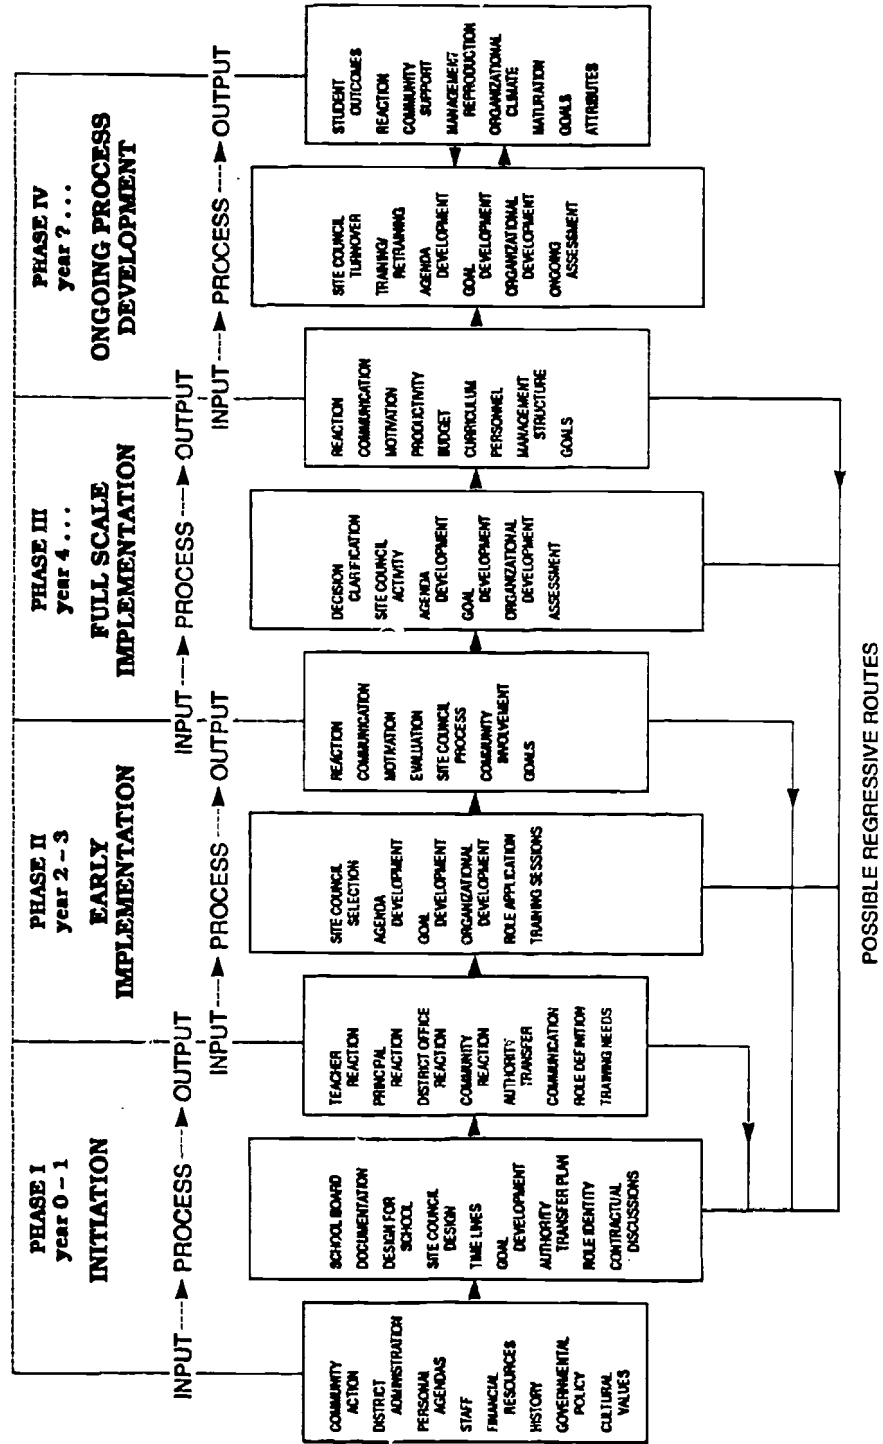 PHASE I
year 0 – 1
INITIATION
PHASE II
year 2 – 3
EARLY
IMPLEMENTATION
PHASE III
year 4 . . .
FULL SCALE
IMPLEMENTATION
PHASE IV
year ? . . .
ONGOING PROCESS
DEVELOPMENT
INPUT PROCESS OUTPUT
INPUT PROCESS OUTPUT
INPUT PROCESS OUTPUT
INPUT PROCESS OUTPUT
COMMUNITY
ACTION
DISTRICT
ADMINISTRATION
PERSONAL
AGENDAS
STAFF
FINANCIAL
RESOURCES
HISTORY
GOVERNMENTAL
POLICY
CULTURAL
VALUES
SCHOOL BOARD
DOCUMENTATION
DESIGN FOR
SCHOOL
SITE COUNCIL
DESIGN
TIME LINES
GOAL
DEVELOPMENT
AUTHORITY
TRANSFER PLAN
ROLE IDENTITY
CONTRACTUAL
DISCUSSIONS
TEACHER
REACTION
PRINCIPAL
REACTION
DISTRICT OFFICE
REACTION
COMMUNITY
REACTION
AUTHORITY
TRANSFER
COMMUNICATION
ROLE DEFINITION
TRAINING NEEDS
SITE COUNCIL
SELECTION
AGENDA
DEVELOPMENT
GOAL
DEVELOPMENT
ORGANIZATIONAL
DEVELOPMENT
ROLE APPLICATION
TRAINING SESSIONS
REACTION
COMMUNICATION
MOTIVATION
EVALUATION
SITE COUNCIL
PROCESS
COMMUNITY
INVOLVEMENT
GOALS
DECISION
CLARIFICATION
SITE COUNCIL
ACTIVITY
AGENDA
DEVELOPMENT
GOAL
DEVELOPMENT
ORGANIZATIONAL
DEVELOPMENT
ASSESSMENT
REACTION
COMMUNICATION
MOTIVATION
PRODUCTIVITY
BUDGET
CURRICULUM
PERSONNEL
MANAGEMENT
STRUCTURE
GOALS
SITE COUNCIL
TURNOVER
TRAINING/
RETRAINING
AGENDA
DEVELOPMENT
GOAL
DEVELOPMENT
ORGANIZATIONAL
DEVELOPMENT
ONGOING
ASSESSMENT
STUDENT
OUTCOMES
REACTION
COMMUNITY
SUPPORT
MANAGEMENT
REPRODUCTION
ORGANIZATIONAL
CLIMATE
MATURATION
GOALS
ATTRIBUTES
POSSIBLE REGRESSIVE ROUTES